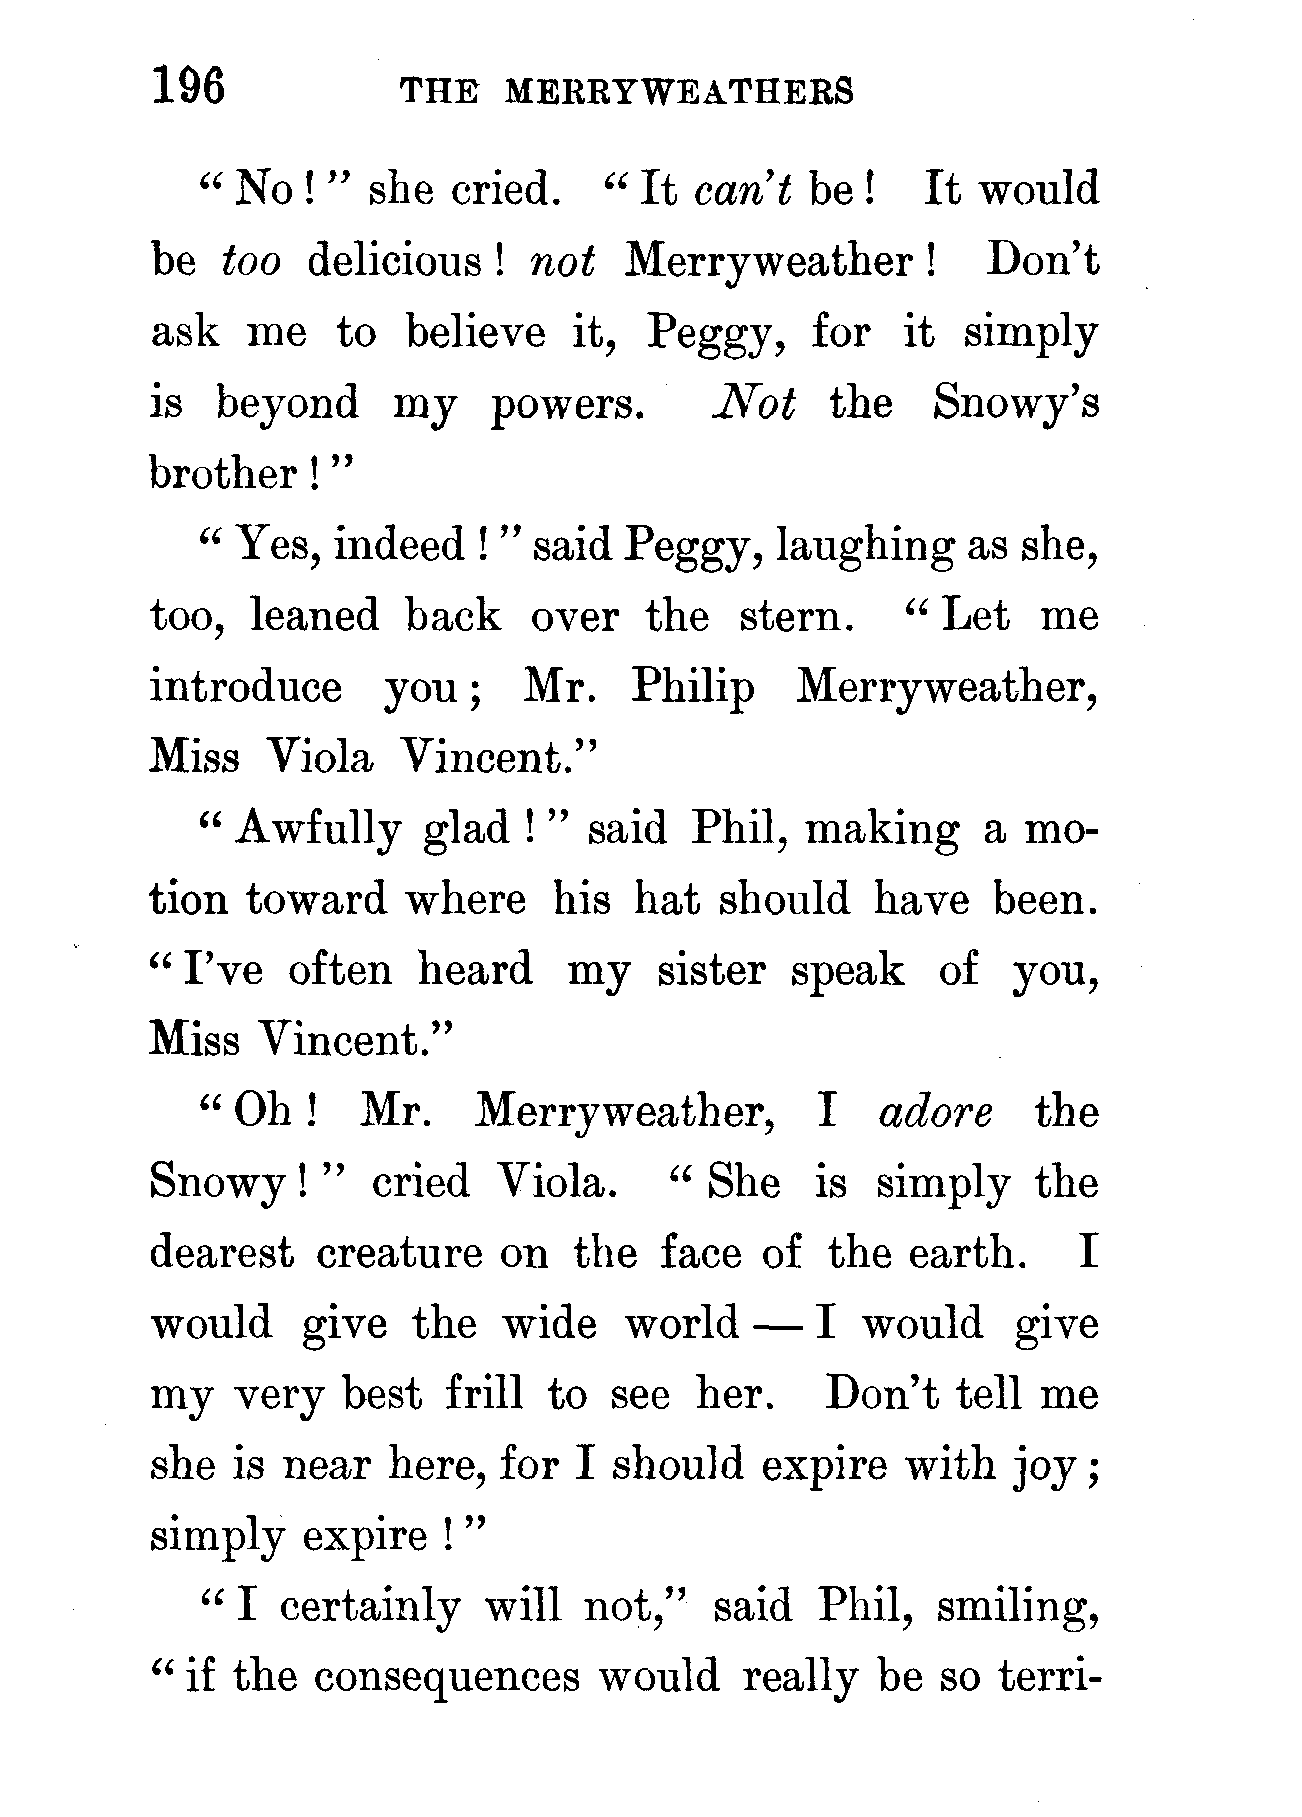 196 THE MERRYWEATHERS
“ No ! ” she cried. “ It can’t be ! It would
be too delicious ! not Merryweather ! Don’t
ask me to believe it, Peggy, for it simply
is beyond my powers. Not the Snowy’s
brother ! ”
“ Yes, indeed ! ” said Peggy, laughing as she,
too, leaned back over the stern. “ Let me
introduce you ; Mr. Philip Merryweather,
Miss Viola Vincent.”
“ Awfully glad ! ” said Phil, making a mo-
tion toward where his hat should have been.
“ I’ve often heard my sister speak of you,
Miss Vincent.”
“ Oh ! Mr. Merryweather, I adore the
Snowy ! ” cried Viola. “ She is simply the
dearest creature on the face of the earth. I
would give the wide world — I would give
my very best frill to see her. Don’t tell me
she is near here, for I should expire with joy ;
simply expire ! ”
“ I certainly will not,” said Phil, smiling,
“ if the consequences would really be so terri-